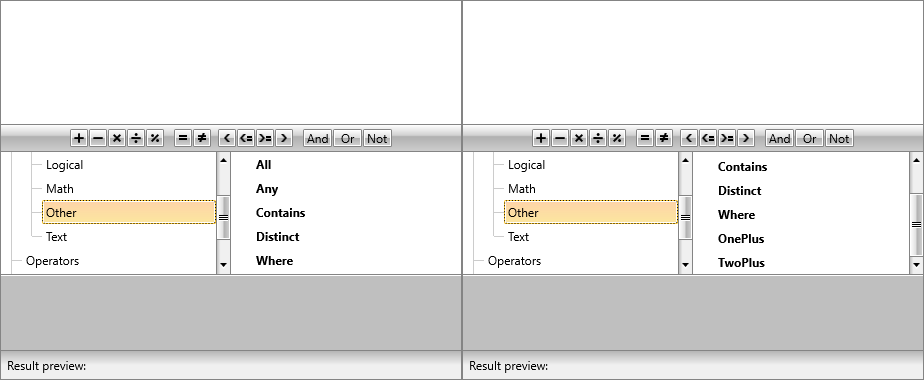 + − × ÷ % = ≠ < <= >= > And Or Not
Logical
Math
Other
Text
Operators
All
Any
Contains
Distinct
Where
Result preview:
+ − × ÷ % = ≠ < <= >= > And Or Not
Logical
Math
Other
Text
Operators
Contains
Distinct
Where
OnePlus
TwoPlus
Result preview: